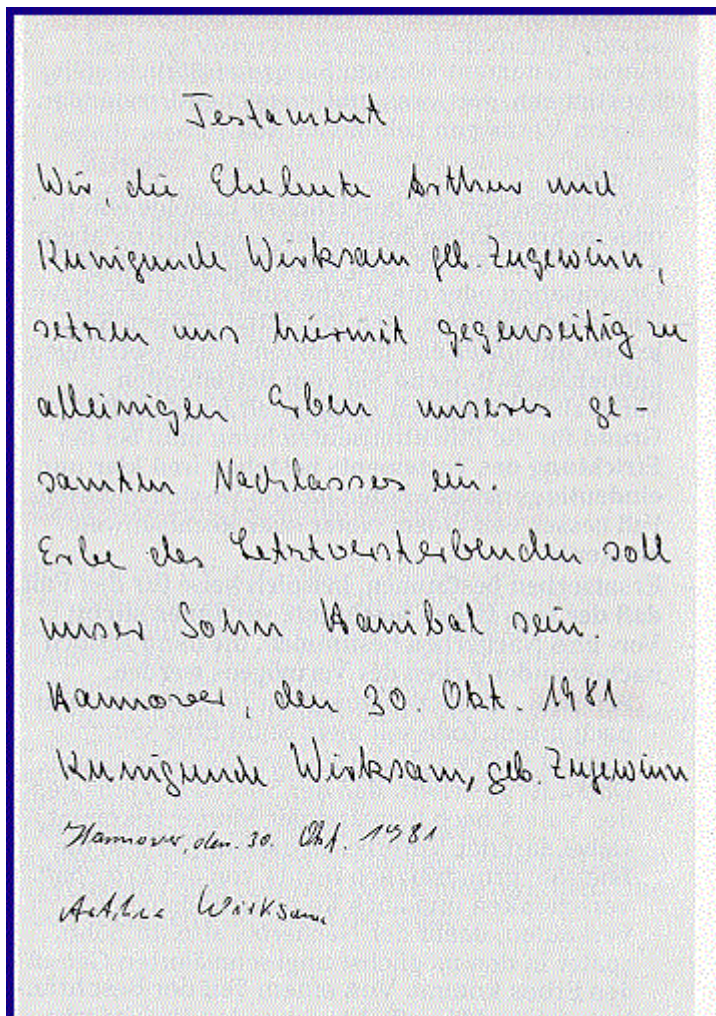 Testament
Wir, die Eheleute Arthur und
Kunigunde Wirksam geb. Zugewinn,
setzen uns hiermit gegenseitig zu
alleinigen Erben unseres ge-
samten Nachlasses ein.
Erbe des Letztversterbenden soll
unser Sohn Hanibal sein.
Hannover, den 30. Okt. 1981
Kunigunde Wirksam, geb. Zugewinn
Hannover, den 30. Okt. 1981
Arthur Wirksam